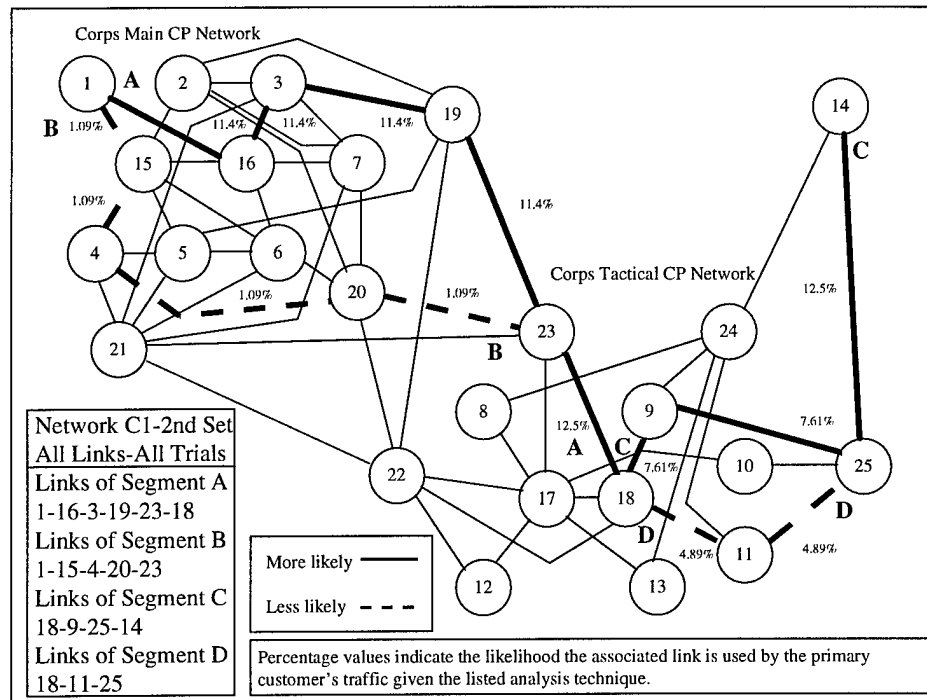 Corps Main CP Network
1
A
2
3
19
14
B
1.09%
11.4%
11.4%
11.4%
C
15
16
7
1.09%
11.4%
4
5
6
Corps Tactical CP Network
12.5%
1.09%
20
1.09%
23
24
21
B
8
9
12.5%
A
C
7.61%
7.61%
10
25
22
17
18
D
D
11
4.89%
4.89%
12
13
Network C1-2nd Set
All Links-All Trials
Links of Segment A
1-16-3-19-23-18
Links of Segment B
1-15-4-20-23
Links of Segment C
18-9-25-14
Links of Segment D
18-11-25
More likely
Less likely
Percentage values indicate the likelihood the associated link is used by the primary
customer's traffic given the listed analysis technique.